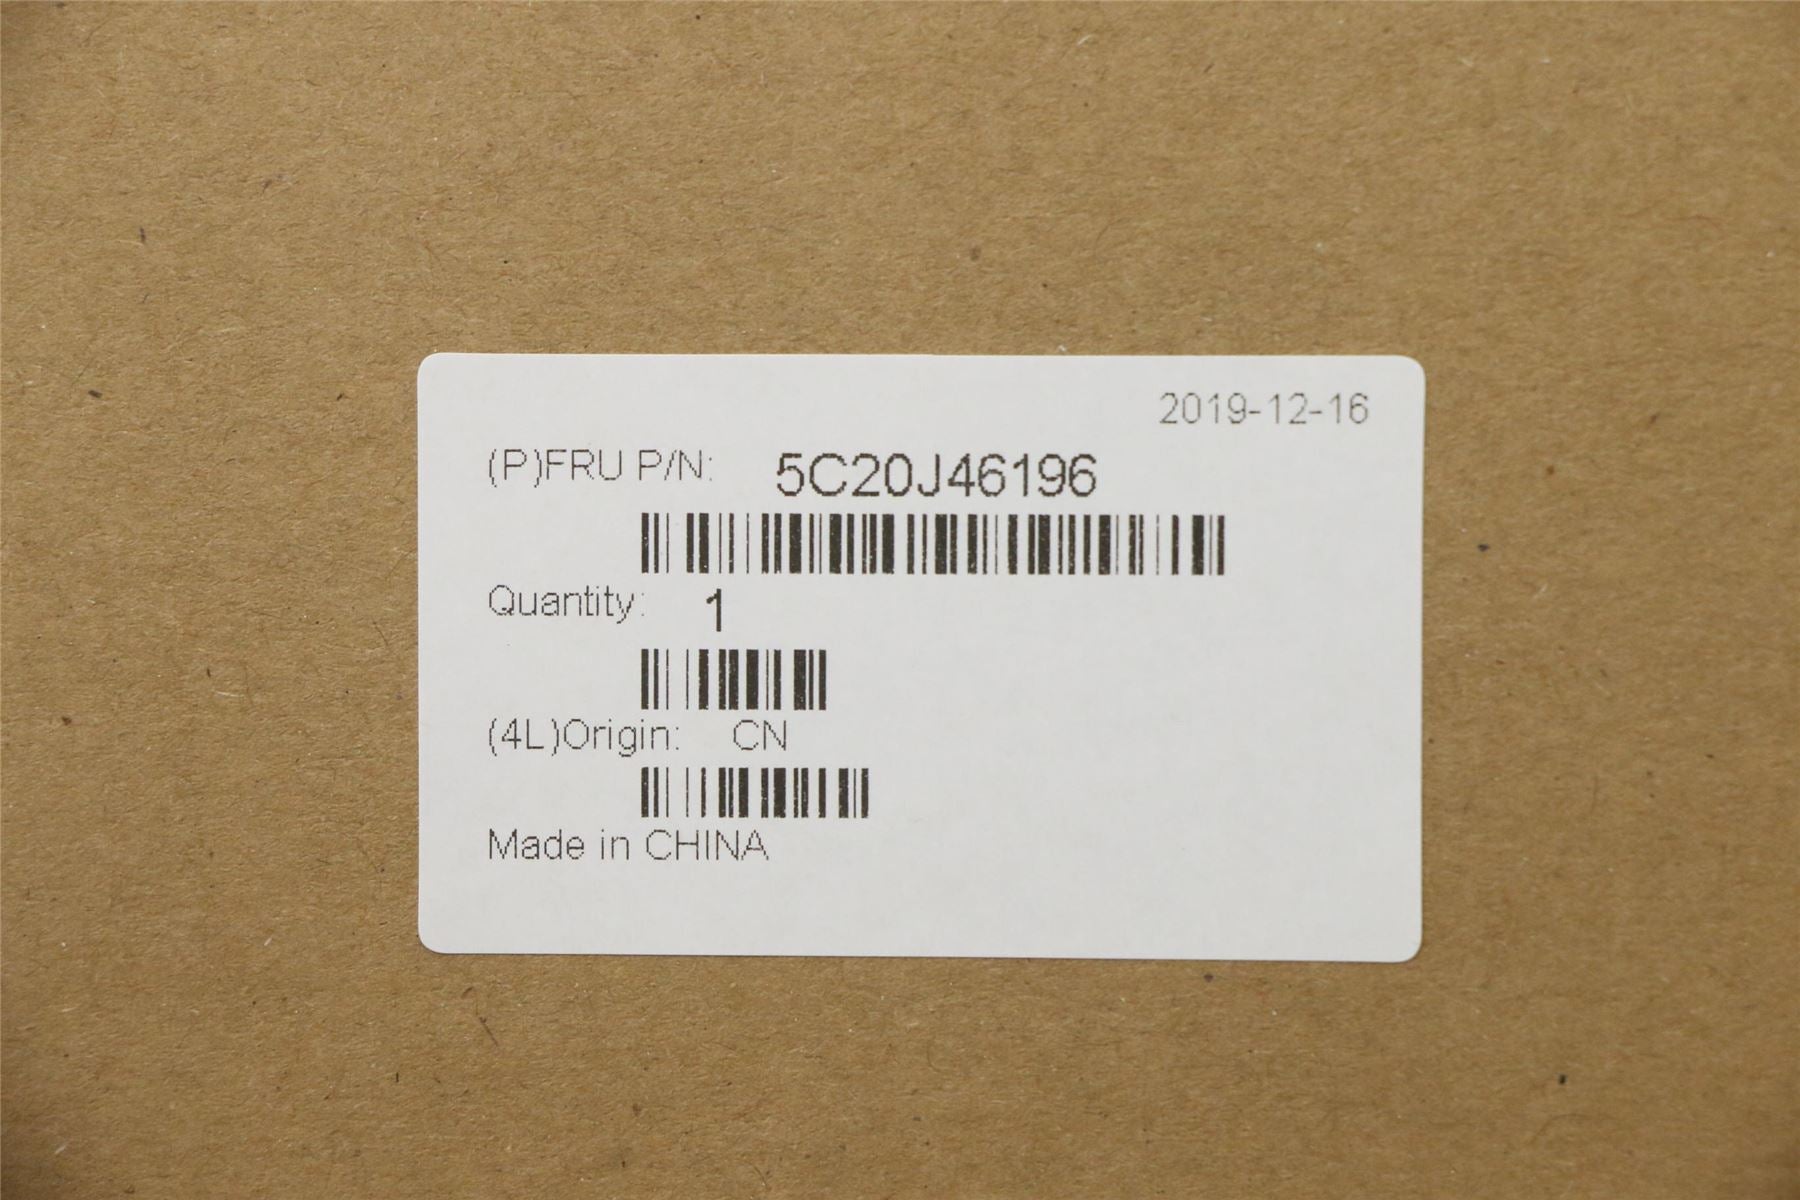 2019-12-16
(P)FRU P/N: 5C20J46196
Quantity: 1
(4L)Origin: CN
Made in CHINA